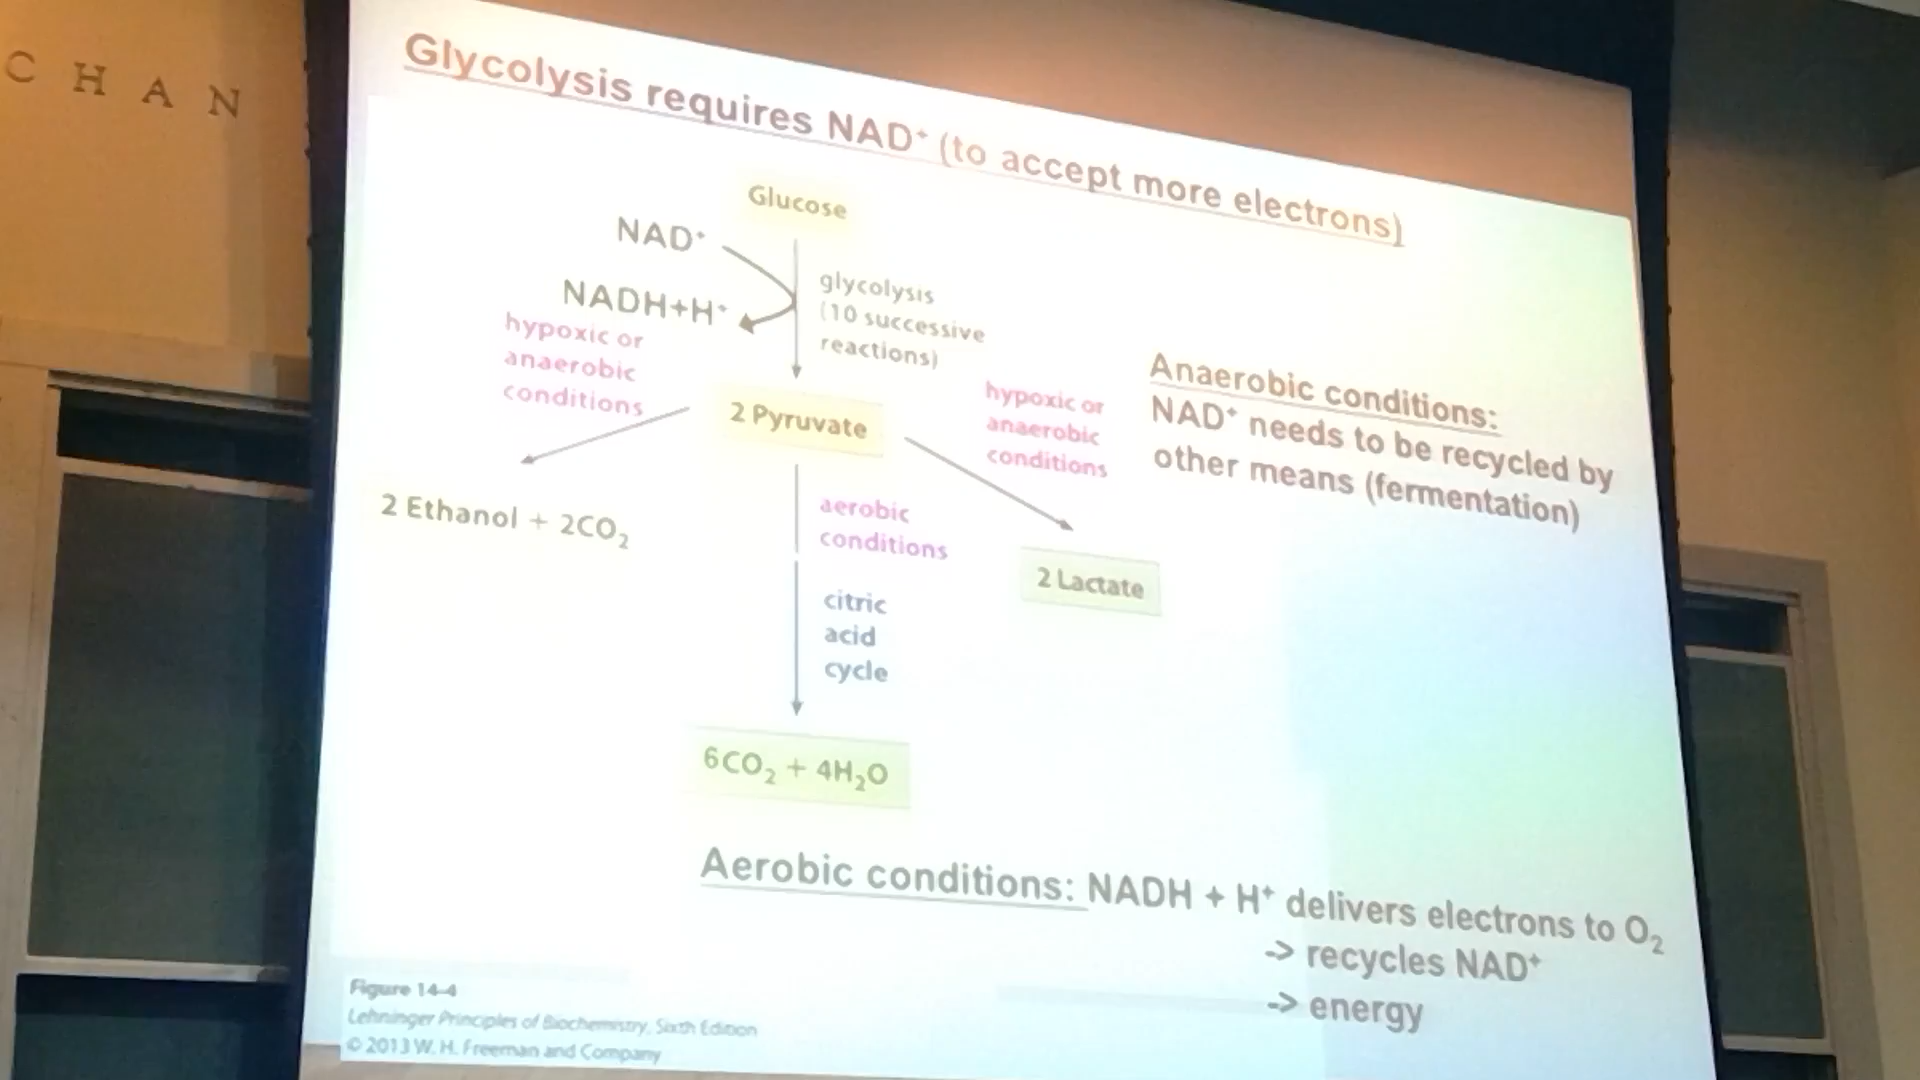 CHAN
Glycolysis requires NAD⁺ (to accept more electrons)
Glucose
NAD⁺
NADH+H⁺
glycolysis
(10 successive
reactions)
hypoxic or
anaerobic
conditions
2 Pyruvate
hypoxic or
anaerobic
conditions
Anaerobic conditions:
NAD⁺ needs to be recycled by
other means (fermentation)
2 Ethanol + 2CO₂
aerobic
conditions
2 Lactate
citric
acid
cycle
6CO₂ + 4H₂O
Aerobic conditions: NADH + H⁺ delivers electrons to O₂
-> recycles NAD⁺
-> energy
Figure 14-4
Lehninger Principles of Biochemistry, Sixth Edition
© 2013 W. H. Freeman and Company